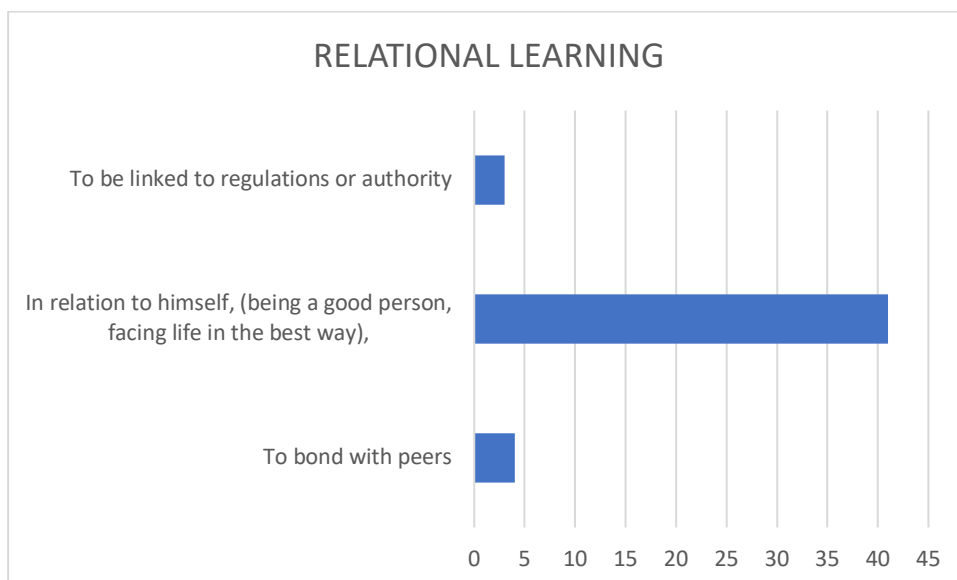 RELATIONAL LEARNING
To be linked to regulations or authority
In relation to himself, (being a good person,
facing life in the best way),
To bond with peers
0 5 10 15 20 25 30 35 40 45